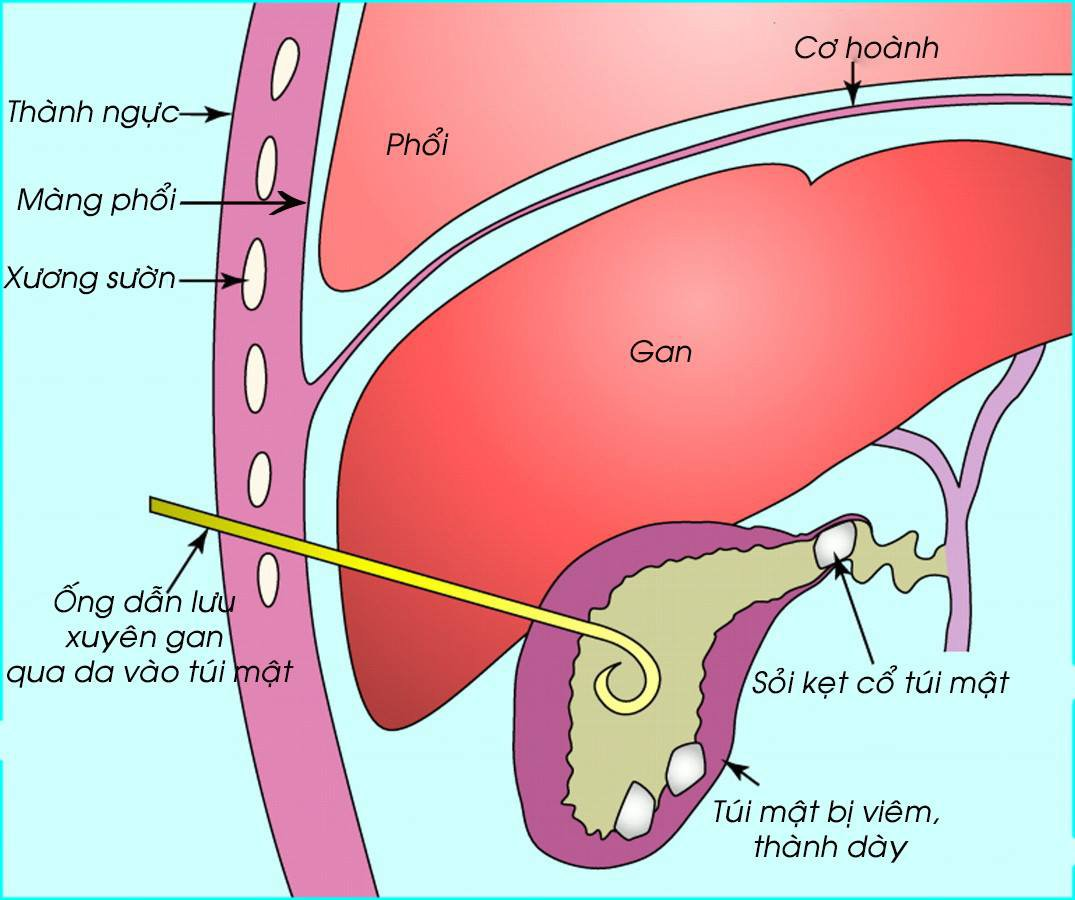 Cơ hoành
Thành ngực
Phổi
Màng phổi
Xương sườn
Gan
Ống dẫn lưu
xuyên gan
qua da vào túi mật
Sỏi kẹt cổ túi mật
Túi mật bị viêm,
thành dày